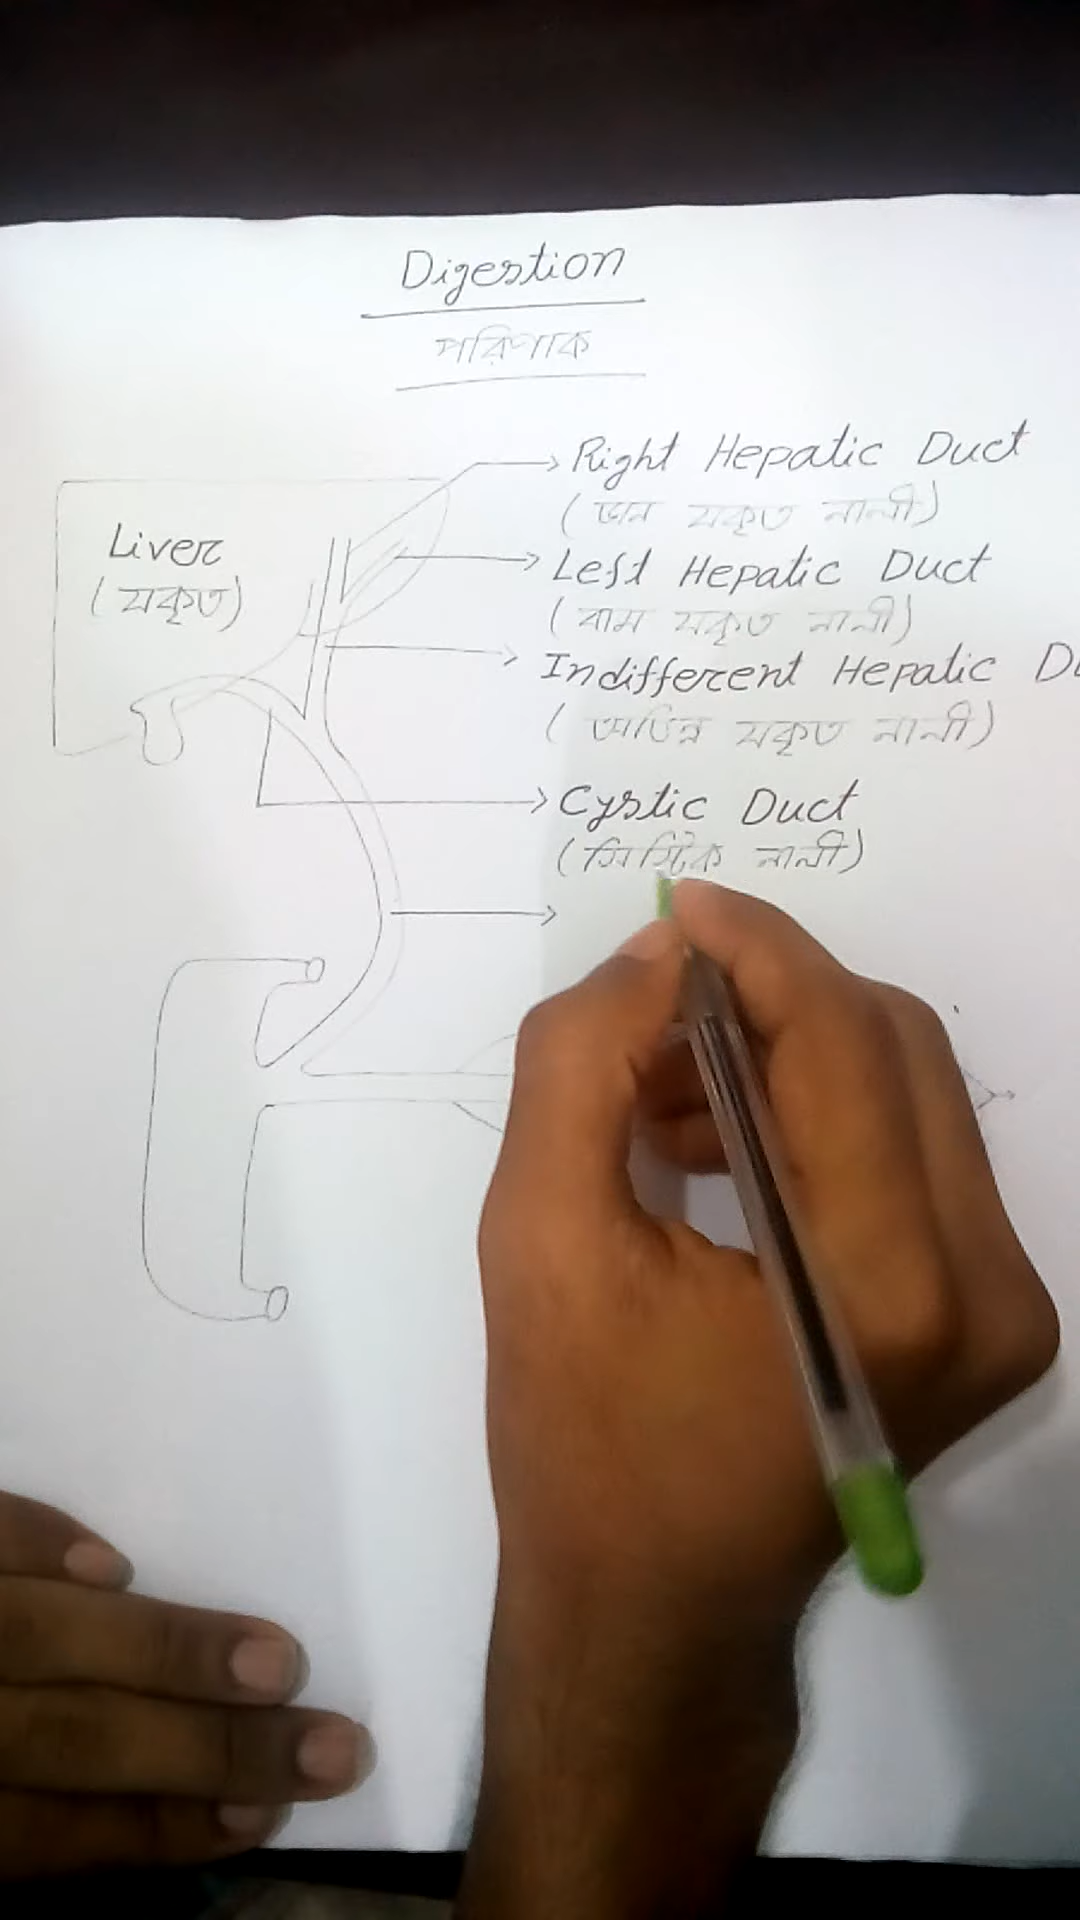 Digestion
পরিপাক
Right Hepatic Duct
(ডান যকৃত নালী)
Liver
(যকৃত)
Left Hepatic Duct
(বাম যকৃত নালী)
Indifferent Hepatic
(অভিন্ন যকৃত নালী)
Cystic Duct
(সিস্টিক নালী)